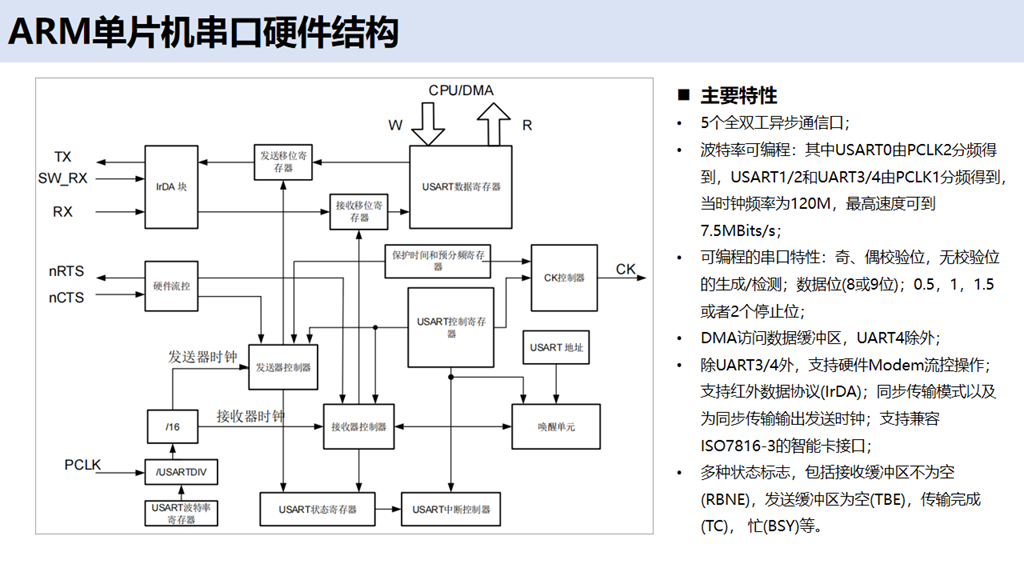 ARM单片机串口硬件结构
CPU/DMA
W
R
TX
SW_RX
RX
IrDA 块
发送移位寄
存器
接收移位寄
存器
USART数据寄存器
nRTS
nCTS
硬件流控
保护时间和预分频寄存
器
CK控制器
CK
USART控制寄存
器
USART 地址
发送器时钟
发送器控制器
接收器时钟
接收器控制器
唤醒单元
/16
PCLK
/USARTDIV
USART波特率
寄存器
USART状态寄存器
USART中断控制器
■ 主要特性
• 5个全双工异步通信口；
• 波特率可编程：其中USART0由PCLK2分频得
到，USART1/2和UART3/4由PCLK1分频得到，
当时钟频率为120M，最高速度可到
7.5MBits/s；
• 可编程的串口特性：奇、偶校验位，无校验位
的生成/检测；数据位(8或9位)；0.5，1，1.5
或者2个停止位；
• DMA访问数据缓冲区，UART4除外；
• 除UART3/4外，支持硬件Modem流控操作；
支持红外数据协议(IrDA)；同步传输模式以及
为同步传输输出发送时钟；支持兼容
ISO7816-3的智能卡接口；
• 多种状态标志，包括接收缓冲区不为空
(RBNE)，发送缓冲区为空(TBE)，传输完成
(TC)， 忙(BSY)等。